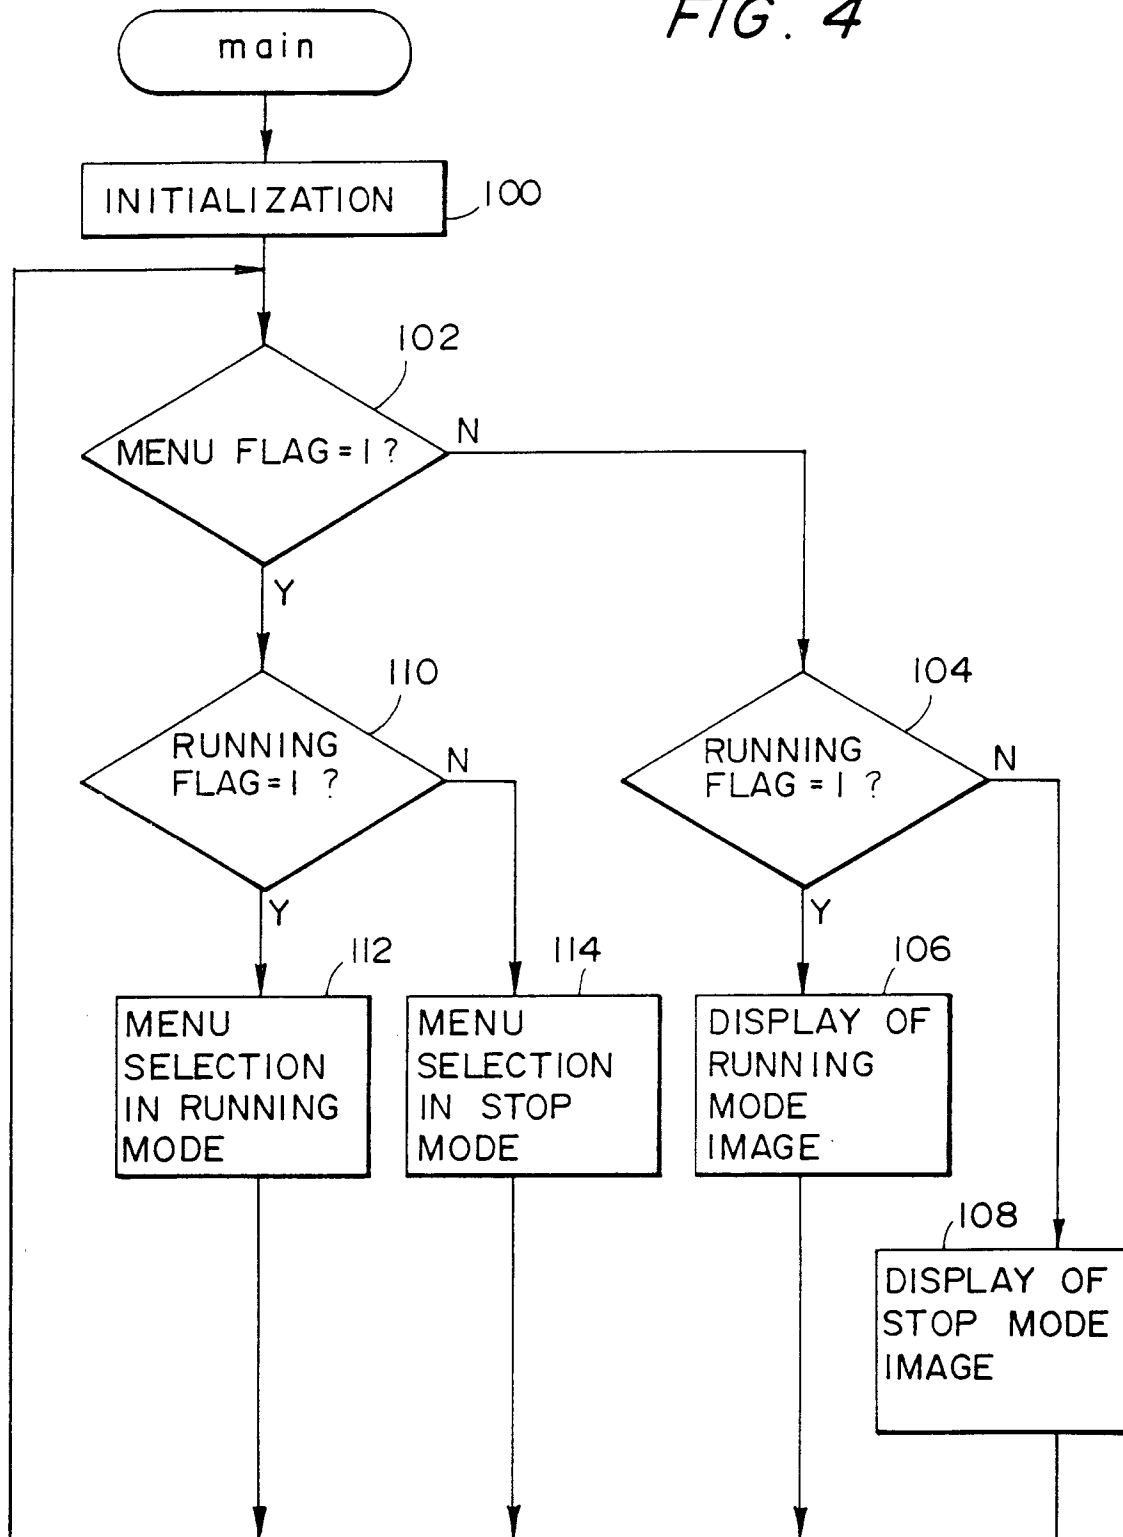 FIG. 4
main
INITIALIZATION
100
102
MENU FLAG = 1 ?
N
Y
110
RUNNING
FLAG = 1 ?
N
Y
104
RUNNING
FLAG = 1 ?
N
Y
112
MENU
SELECTION
IN RUNNING
MODE
114
MENU
SELECTION
IN STOP
MODE
106
DISPLAY OF
RUNNING
MODE
IMAGE
108
DISPLAY OF
STOP MODE
IMAGE